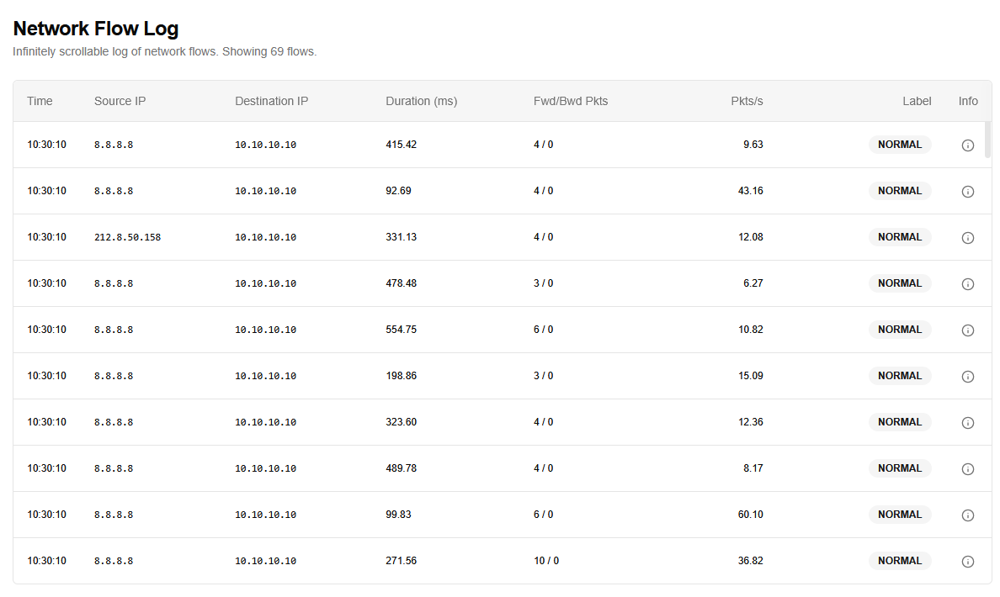 Network Flow Log
Infinitely scrollable log of network flows. Showing 69 flows.
Time Source IP Destination IP Duration (ms) Fwd/Bwd Pkts Pkts/s Label Info
10:30:10 8.8.8.8 10.10.10.10 415.42 4 / 0 9.63 NORMAL
10:30:10 8.8.8.8 10.10.10.10 92.69 4 / 0 43.16 NORMAL
10:30:10 212.8.50.158 10.10.10.10 331.13 4 / 0 12.08 NORMAL
10:30:10 8.8.8.8 10.10.10.10 478.48 3 / 0 6.27 NORMAL
10:30:10 8.8.8.8 10.10.10.10 554.75 6 / 0 10.82 NORMAL
10:30:10 8.8.8.8 10.10.10.10 198.86 3 / 0 15.09 NORMAL
10:30:10 8.8.8.8 10.10.10.10 323.60 4 / 0 12.36 NORMAL
10:30:10 8.8.8.8 10.10.10.10 489.78 4 / 0 8.17 NORMAL
10:30:10 8.8.8.8 10.10.10.10 99.83 6 / 0 60.10 NORMAL
10:30:10 8.8.8.8 10.10.10.10 271.56 10 / 0 36.82 NORMAL